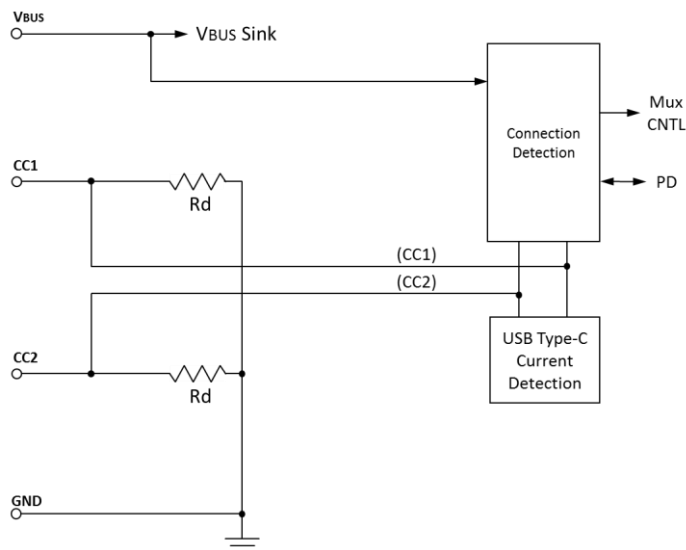 VBUS
VBUS Sink
Mux
CNTL
Connection
Detection
CC1
PD
Rd
(CC1)
(CC2)
USB Type-C
Current
Detection
CC2
Rd
GND